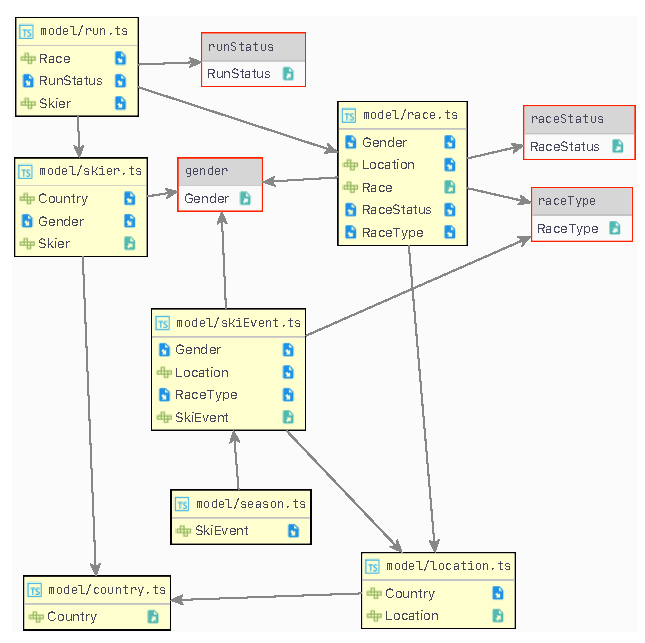 TS model/run.ts
Race
RunStatus
Skier
runStatus
RunStatus
TS model/race.ts
Gender
Location
Race
RaceStatus
RaceType
raceStatus
RaceStatus
TS model/skier.ts
Country
Gender
Skier
gender
Gender
raceType
RaceType
TS model/skiEvent.ts
Gender
Location
RaceType
SkiEvent
TS model/season.ts
SkiEvent
TS model/country.ts
Country
TS model/location.ts
Country
Location